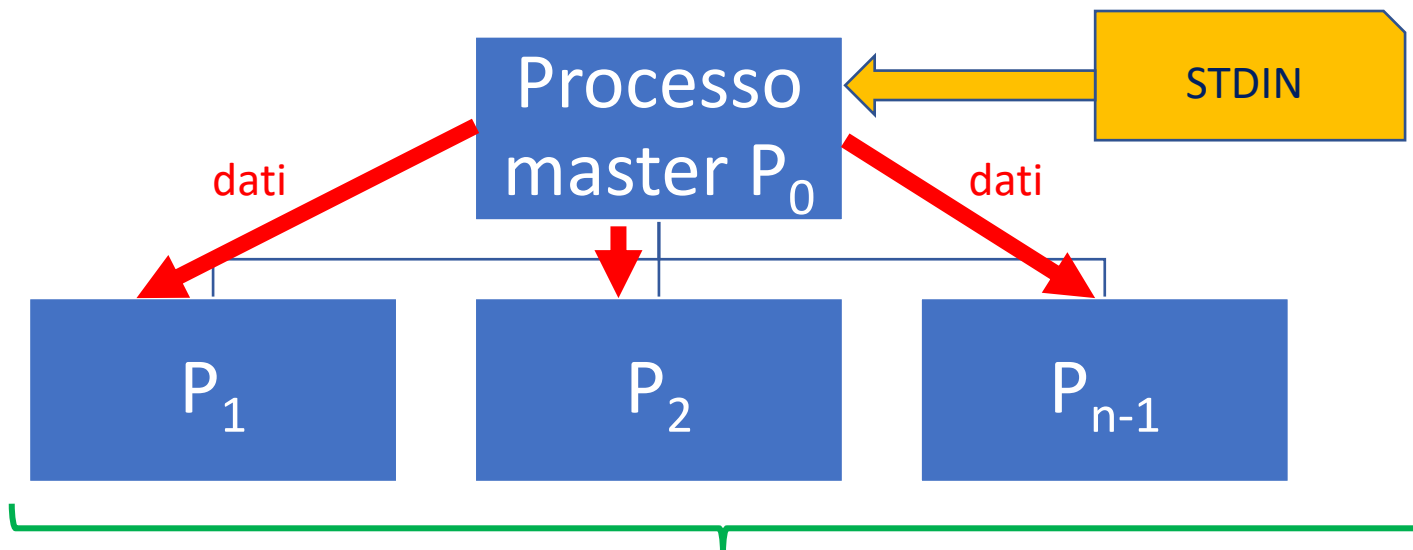 Processo
master P₀
STDIN
dati
dati
P₁
P₂
Pₙ₋₁